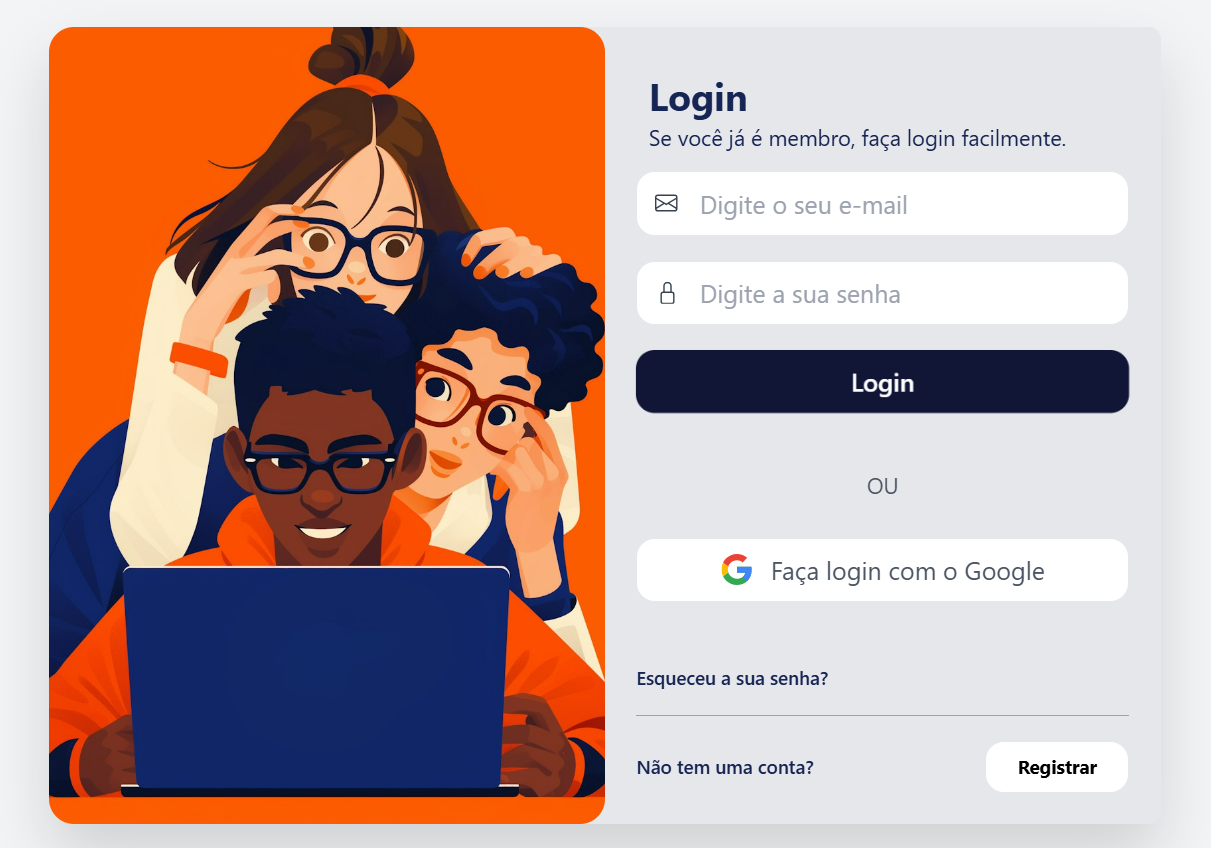 Login
Se você já é membro, faça login facilmente.
Digite o seu e-mail
Digite a sua senha
Login
OU
Faça login com o Google
Esqueceu a sua senha?
Não tem uma conta?
Registrar